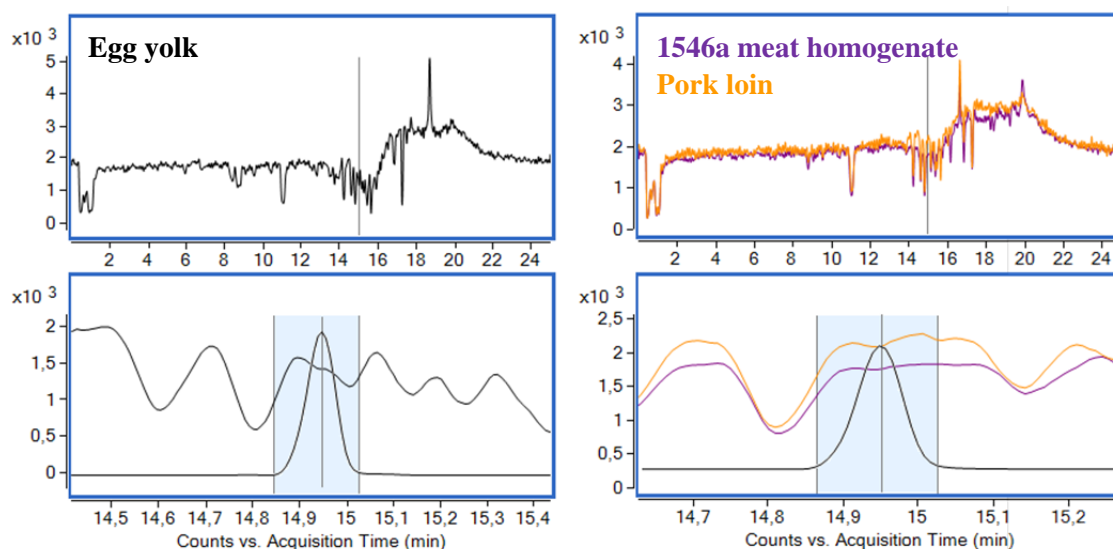 x10 3
Egg yolk
5
4
3
2
1
0
2 4 6 8 10 12 14 16 18 20 22 24
x10 3
1546a meat homogenate
Pork loin
4
3
2
1
0
2 4 6 8 10 12 14 16 18 20 22 24
x10 3
2
1,5
1
0,5
0
14,5 14,6 14,7 14,8 14,9 15 15,1 15,2 15,3 15,4
Counts vs. Acquisition Time (min)
x10 3
2,5
2
1,5
1
0,5
0
14,7 14,8 14,9 15 15,1 15,2
Counts vs. Acquisition Time (min)